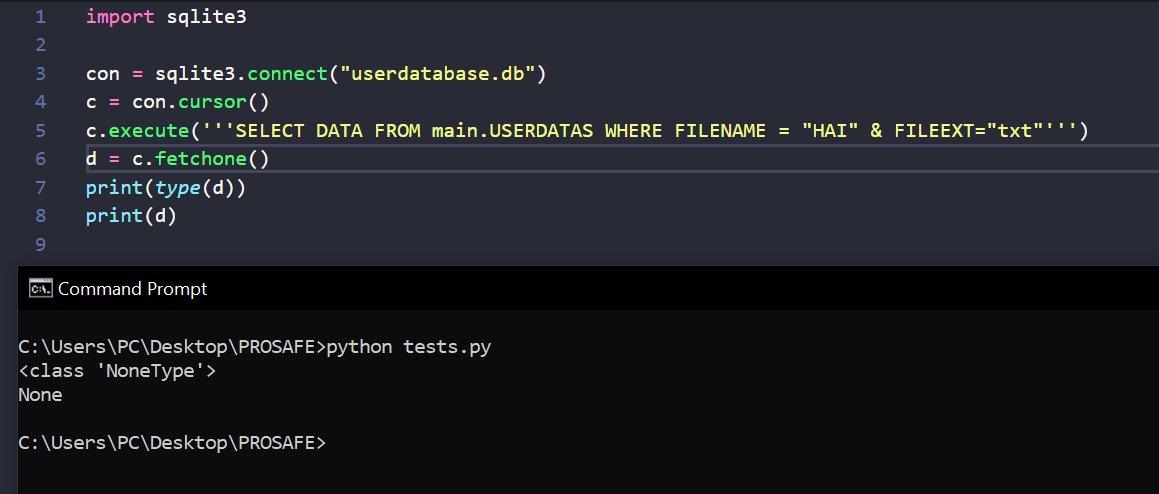 1 import sqlite3
2
3 con = sqlite3.connect("userdatabase.db")
4 c = con.cursor()
5 c.execute('''SELECT DATA FROM main.USERDATAS WHERE FILENAME = "HAI" & FILEEXT="txt"''')
6 d = c.fetchone()
7 print(type(d))
8 print(d)
9
Command Prompt
C:\Users\PC\Desktop\PROSAFE>python tests.py
<class 'NoneType'>
None
C:\Users\PC\Desktop\PROSAFE>